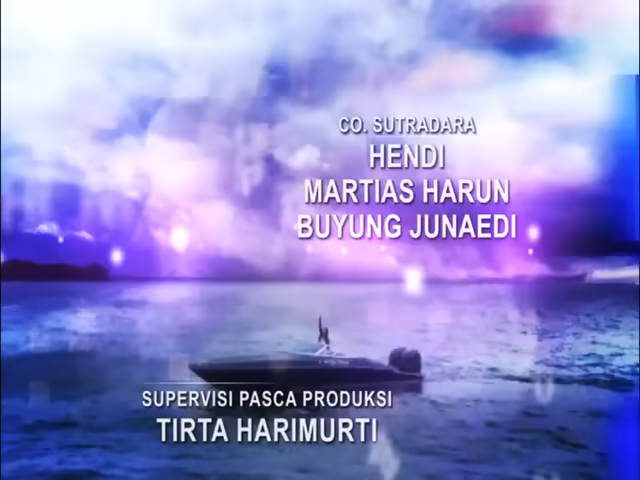 CO. SUTRADARA
HENDI
MARTIAS HARUN
BUYUNG JUNAEDI
SUPERVISI PASCA PRODUKSI
TIRTA HARIMURTI